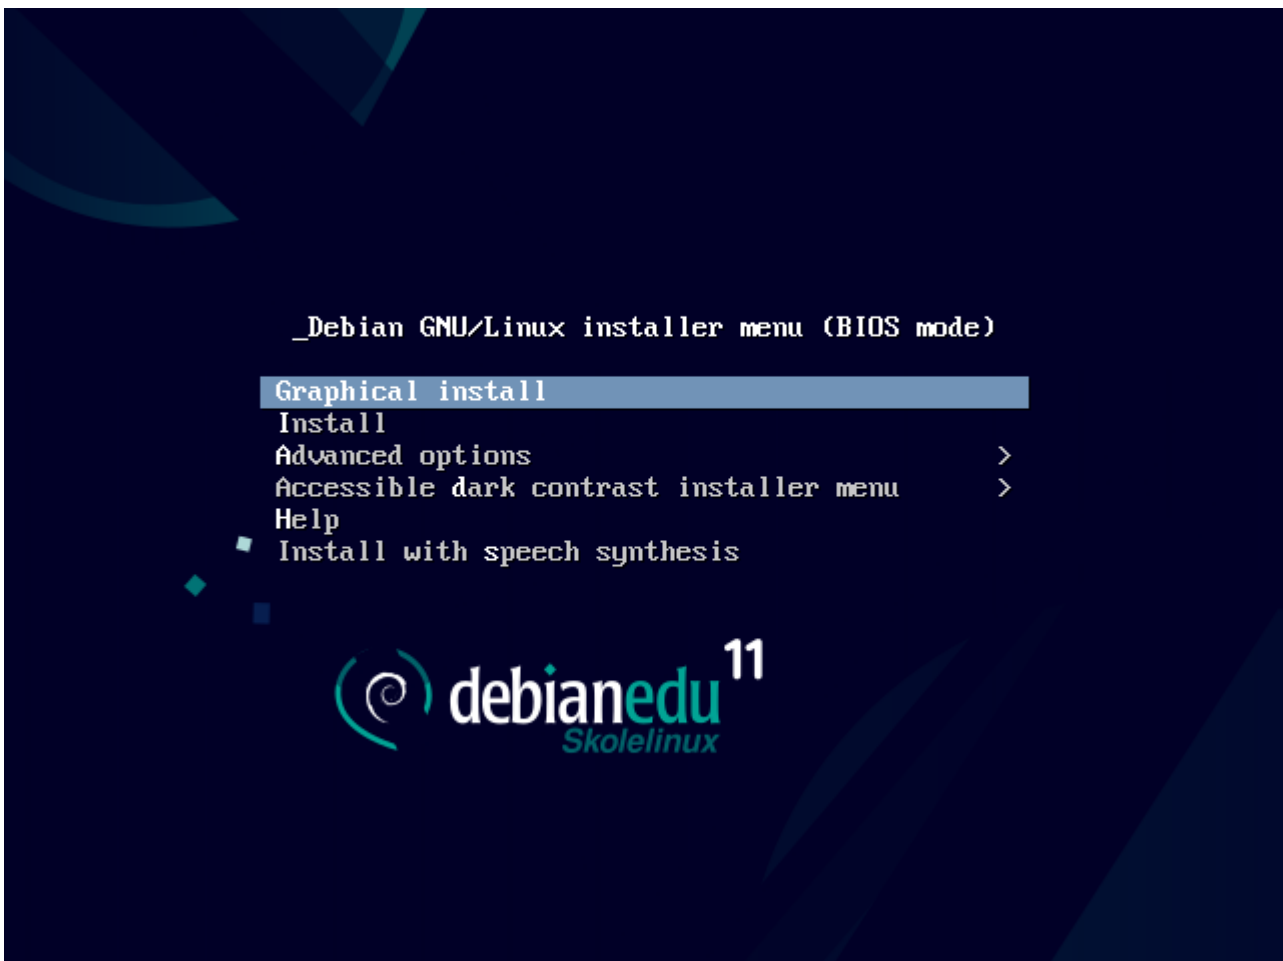 _Debian GNU/Linux installer menu (BIOS mode)
Graphical install
Install
Advanced options >
Accessible dark contrast installer menu >
Help
Install with speech synthesis
debianedu 11
Skolelinux